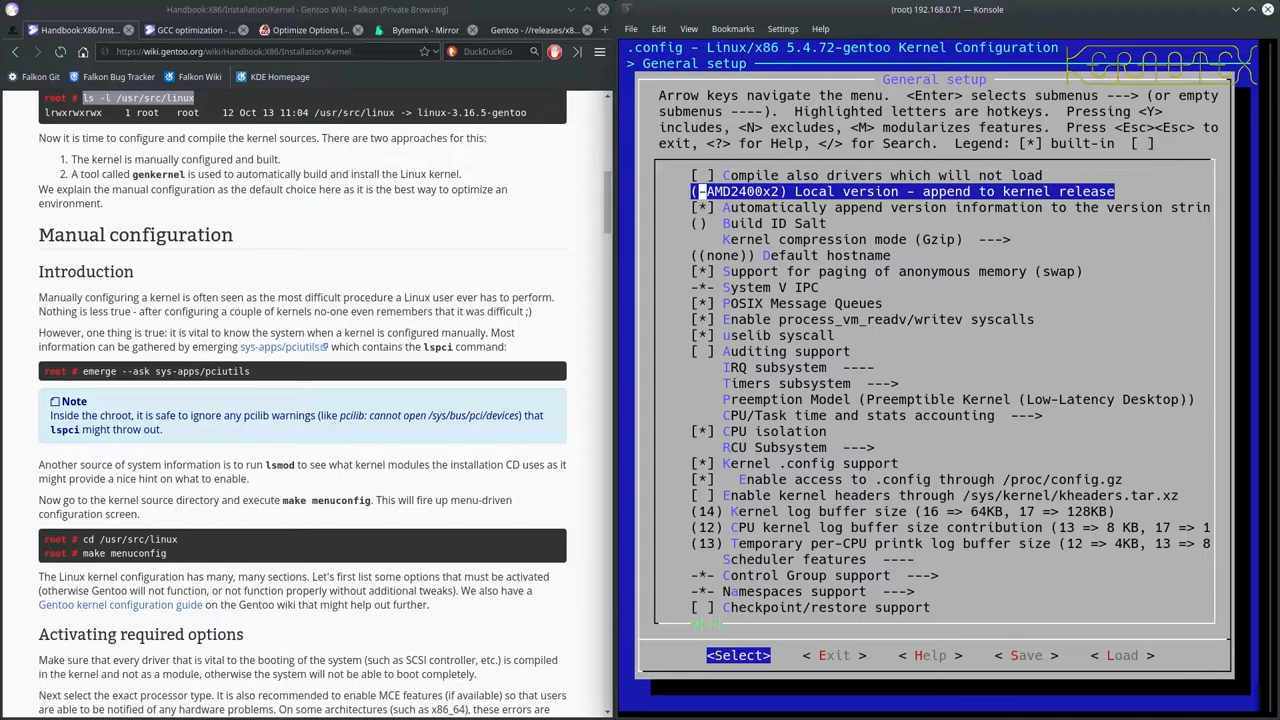 Handbook:X86/Installation/Kernel - Gentoo Wiki - Falkon (Private Browsing)
Handbook:X86/Inst...
GCC optimization - ...
Optimize Options (...
Bytemark - Mirror
Gentoo - //releases/x8...
https://wiki.gentoo.org/wiki/Handbook:X86/Installation/Kernel
DuckDuckGo
Falkon Git
Falkon Bug Tracker
Falkon Wiki
KDE Homepage
root # ls -l /usr/src/linux
lrwxrwxrwx    1 root   root    12 Oct 13 11:04 /usr/src/linux -> linux-3.16.5-gentoo
Now it is time to configure and compile the kernel sources. There are two approaches for this:
1. The kernel is manually configured and built.
2. A tool called genkernel is used to automatically build and install the Linux kernel.
We explain the manual configuration as the default choice here as it is the best way to optimize an
environment.
Manual configuration
Introduction
Manually configuring a kernel is often seen as the most difficult procedure a Linux user ever has to perform.
Nothing is less true - after configuring a couple of kernels no-one even remembers that it was difficult ;)
However, one thing is true: it is vital to know the system when a kernel is configured manually. Most
information can be gathered by emerging sys-apps/pciutils which contains the lspci command:
root # emerge --ask sys-apps/pciutils
Note
Inside the chroot, it is safe to ignore any pcilib warnings (like pcilib: cannot open /sys/bus/pci/devices) that
lspci might throw out.
Another source of system information is to run lsmod to see what kernel modules the installation CD uses as it
might provide a nice hint on what to enable.
Now go to the kernel source directory and execute make menuconfig. This will fire up menu-driven
configuration screen.
root # cd /usr/src/linux
root # make menuconfig
The Linux kernel configuration has many, many sections. Let's first list some options that must be activated
(otherwise Gentoo will not function, or not function properly without additional tweaks). We also have a
Gentoo kernel configuration guide on the Gentoo wiki that might help out further.
Activating required options
Make sure that every driver that is vital to the booting of the system (such as SCSI controller, etc.) is compiled
in the kernel and not as a module, otherwise the system will not be able to boot completely.
Next select the exact processor type. It is also recommended to enable MCE features (if available) so that users
are able to be notified of any hardware problems. On some architectures (such as x86_64), these errors are
(root) 192.168.0.71 — Konsole
File Edit View Bookmarks Settings Help
.config - Linux/x86 5.4.72-gentoo Kernel Configuration
> General setup
KERNOTEX
General setup
Arrow keys navigate the menu.  <Enter> selects submenus ---> (or empty
submenus ----).  Highlighted letters are hotkeys.  Pressing <Y>
includes, <N> excludes, <M> modularizes features.  Press <Esc><Esc> to
exit, <?> for Help, </> for Search.  Legend: [*] built-in  [ ]
[ ] Compile also drivers which will not load
(-AMD2400x2) Local version - append to kernel release
[*] Automatically append version information to the version strin
() Build ID Salt
Kernel compression mode (Gzip)  --->
((none)) Default hostname
[*] Support for paging of anonymous memory (swap)
-*- System V IPC
[*] POSIX Message Queues
[*] Enable process_vm_readv/writev syscalls
[*] uselib syscall
[ ] Auditing support
IRQ subsystem  ----
Timers subsystem  --->
Preemption Model (Preemptible Kernel (Low-Latency Desktop))
CPU/Task time and stats accounting  --->
[*] CPU isolation
RCU Subsystem  --->
[*] Kernel .config support
[*]   Enable access to .config through /proc/config.gz
[ ] Enable kernel headers through /sys/kernel/kheaders.tar.xz
(14) Kernel log buffer size (16 => 64KB, 17 => 128KB)
(12) CPU kernel log buffer size contribution (13 => 8 KB, 17 => 1
(13) Temporary per-CPU printk log buffer size (12 => 4KB, 13 => 8
Scheduler features  ----
-*- Control Group support  --->
-*- Namespaces support  --->
[ ] Checkpoint/restore support
v(+)
<Select>    < Exit >    < Help >    < Save >    < Load >